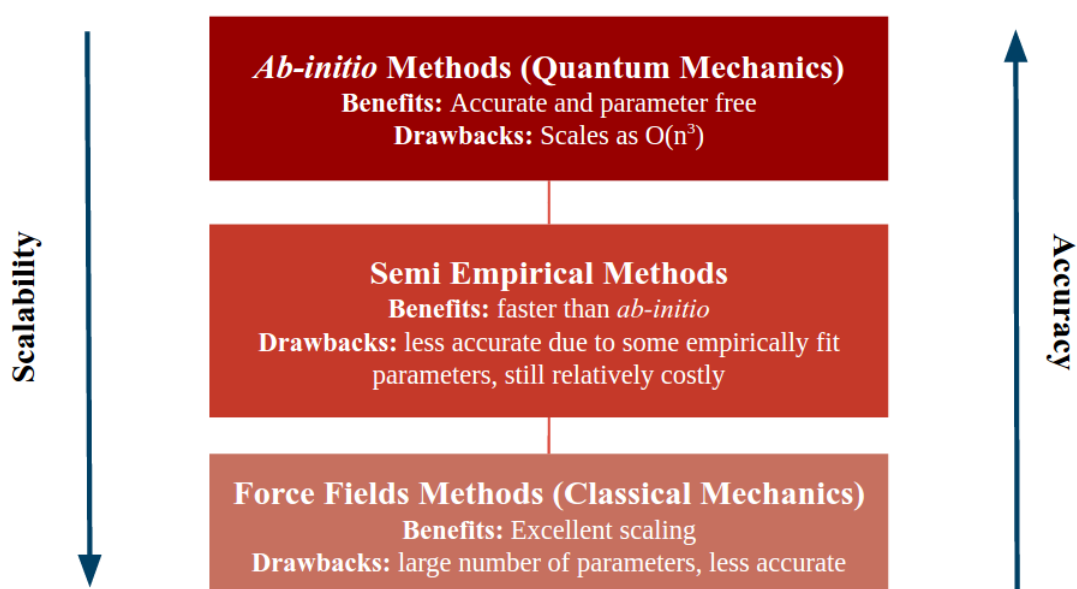 Ab-initio Methods (Quantum Mechanics)
Benefits: Accurate and parameter free
Drawbacks: Scales as O(n³)
Scalability
Semi Empirical Methods
Benefits: faster than ab-initio
Drawbacks: less accurate due to some empirically fit
parameters, still relatively costly
Accuracy
Force Fields Methods (Classical Mechanics)
Benefits: Excellent scaling
Drawbacks: large number of parameters, less accurate